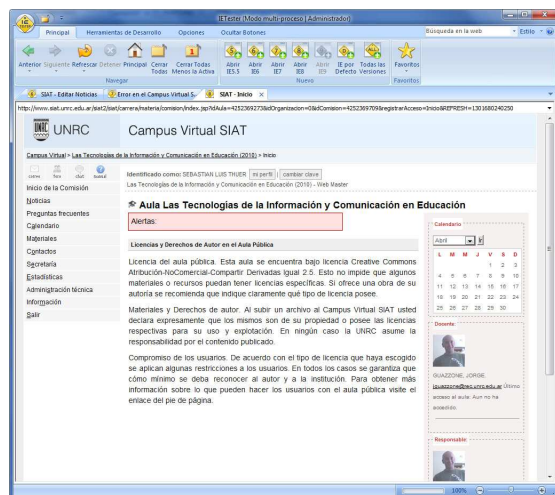 IETester (Modo multi-proceso | Administrador)
Principal Herramientas de Desarrollo Opciones Ocultar Botones
Búsqueda en la web
Estilo
Anterior Siguiente Refrescar Detener Principal Cerrar Todas Cerrar Todas Menos la Activa Abrir IE5.5 Abrir IE6 Abrir IE7 Abrir IE8 Abrir IE9 IE por Defecto Todas las Versiones Favoritos
Navegar Nuevo Favoritos
SIAT - Editar Noticias Error en el Campus Virtual S. SIAT - Inicio
http://www.siat.unrc.edu.ar/siat2/siat/carrera/materia/comision/index.jsp?idAula=4252369273&idOrganizacion=0&idComision=4252369709&registrarAcceso=Inicio&REFRESH=1301680240250
UNRC Campus Virtual SIAT
Campus Virtual > Las Tecnologías de la Información y Comunicación en Educación (2010) > Inicio
correo foro chat
Identificado como: SEBASTIAN LUIS THUER mi perfil | cambiar clave
Las Tecnologías de la Información y Comunicación en Educación (2010) - Web Master
Inicio de la Comisión
Noticias
Preguntas frecuentes
Calendario
Materiales
Contactos
Secretaría
Estadísticas
Administración técnica
Información
Salir
Aula Las Tecnologías de la Información y Comunicación en Educación
Alertas:
Licencias y Derechos de Autor en el Aula Pública
Licencia del aula pública. Esta aula se encuentra bajo licencia Creative Commons
Atribución-NoComercial-Compartir Derivadas Igual 2.5. Esto no impide que algunos
materiales o recursos puedan tener licencias específicas. Si ofrece una obra de su
autoría se recomienda que indique claramente qué tipo de licencia posee.
Materiales y Derechos de autor. Al subir un archivo al Campus Virtual SIAT usted
declara expresamente que los mismos son de su propiedad o posee las licencias
respectivas para su uso y explotación. En ningún caso la UNRC asume la
responsabilidad por el contenido publicado.
Compromiso de los usuarios. De acuerdo con el tipo de licencia que haya escogido
se aplican algunas restricciones a los usuarios. En todos los casos se garantiza que
cómo mínimo se deba reconocer al autor y a la institución. Para obtener más
información sobre lo que pueden hacer los usuarios con el aula pública visite el
enlace del pie de página.
Calendario
Abril Ir
L M M J V S D
1 2 3
4 5 6 7 8 9 10
11 12 13 14 15 16 17
18 19 20 21 22 23 24
25 26 27 28 29 30
Docente:
GUAZZONE, JORGE.
jguazzone@rec.unrc.edu.ar Último
acceso al aula: Aun no ha
accedido.
Responsable
100%